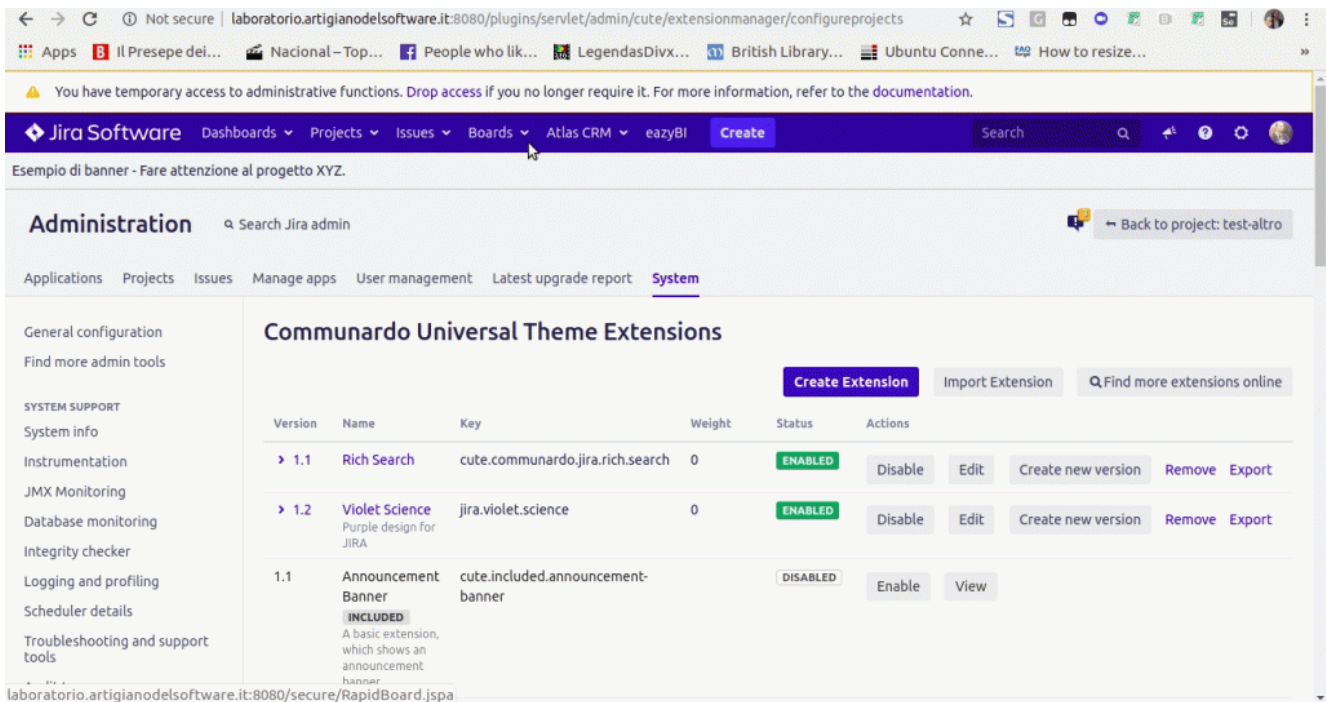 Not secure | laboratorio.artigianodelsoftware.it:8080/plugins/servlet/admin/cute/extensionmanager/configureprojects
Apps Il Presepe dei... Nacional – Top... People who lik... LegendasDivx... British Library... Ubuntu Conne... How to resize... »
You have temporary access to administrative functions. Drop access if you no longer require it. For more information, refer to the documentation.
Jira Software Dashboards Projects Issues Boards Atlas CRM eazyBI Create Search
Esempio di banner - Fare attenzione al progetto XYZ.
Administration Search Jira admin Back to project: test-altro
Applications Projects Issues Manage apps User management Latest upgrade report System
General configuration
Find more admin tools
SYSTEM SUPPORT
System info
Instrumentation
JMX Monitoring
Database monitoring
Integrity checker
Logging and profiling
Scheduler details
Troubleshooting and support
tools
Communardo Universal Theme Extensions
Create Extension Import Extension Find more extensions online
Version Name Key Weight Status Actions
1.1 Rich Search cute.communardo.jira.rich.search 0 ENABLED Disable Edit Create new version Remove Export
1.2 Violet Science jira.violet.science 0 ENABLED Disable Edit Create new version Remove Export
Purple design for
JIRA
1.1 Announcement cute.included.announcement- DISABLED Enable View
Banner banner
INCLUDED
A basic extension,
which shows an
announcement
banner
laboratorio.artigianodelsoftware.it:8080/secure/RapidBoard.jspa